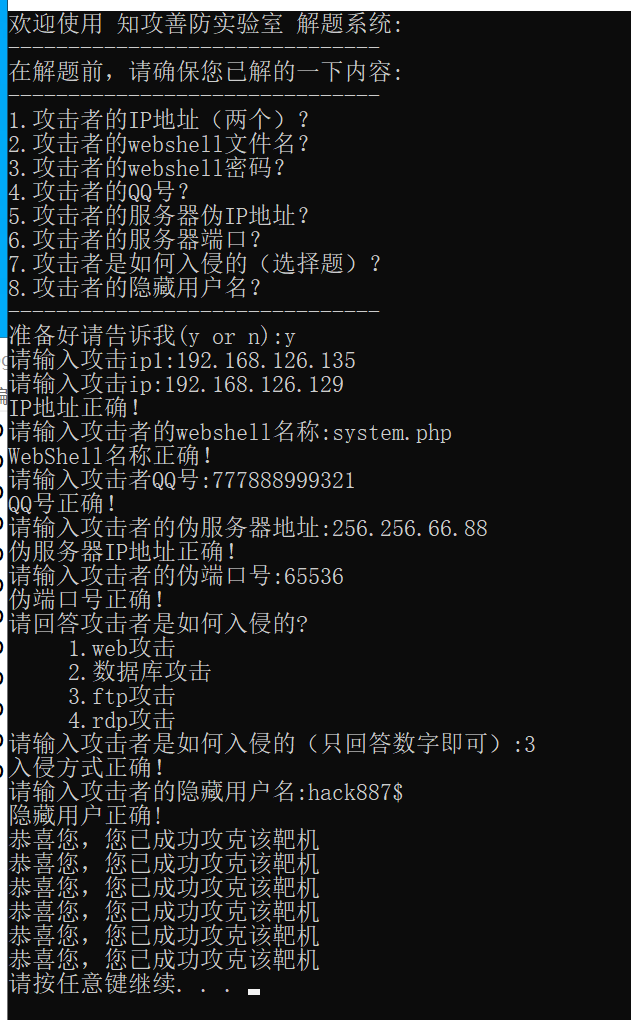 欢迎使用 知攻善防实验室 解题系统:
-------------------------------
在解题前，请确保您已解的一下内容:
-------------------------------
1.攻击者的IP地址（两个）？
2.攻击者的webshell文件名？
3.攻击者的webshell密码？
4.攻击者的QQ号？
5.攻击者的服务器伪IP地址？
6.攻击者的服务器端口？
7.攻击者是如何入侵的（选择题）？
8.攻击者的隐藏用户名？
-------------------------------
准备好请告诉我(y or n):y
请输入攻击ip1:192.168.126.135
请输入攻击ip:192.168.126.129
IP地址正确！
请输入攻击者的webshell名称:system.php
WebShell名称正确！
请输入攻击者QQ号:777888999321
QQ号正确！
请输入攻击者的伪服务器地址:256.256.66.88
伪服务器IP地址正确！
请输入攻击者的伪端口号:65536
伪端口号正确！
请回答攻击者是如何入侵的?
1.web攻击
2.数据库攻击
3.ftp攻击
4.rdp攻击
请输入攻击者是如何入侵的（只回答数字即可）:3
入侵方式正确！
请输入攻击者的隐藏用户名:hack887$
隐藏用户正确!
恭喜您，您已成功攻克该靶机
恭喜您，您已成功攻克该靶机
恭喜您，您已成功攻克该靶机
恭喜您，您已成功攻克该靶机
恭喜您，您已成功攻克该靶机
恭喜您，您已成功攻克该靶机
请按任意键继续. . .